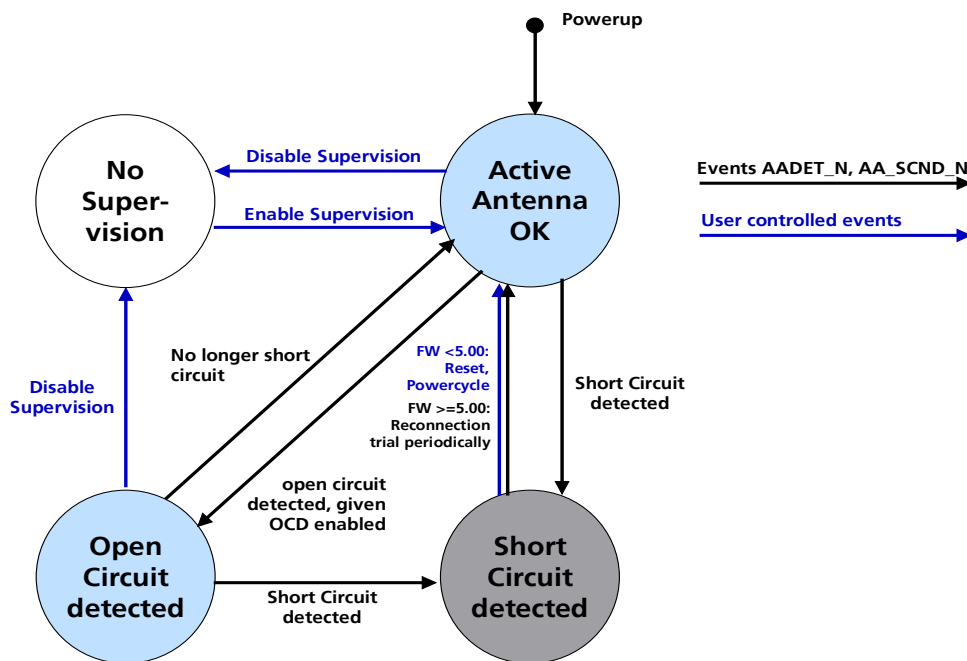 Powerup
No
Super-
vision
Disable Supervision
Enable Supervision
Active
Antenna
OK
Events AADET_N, AA_SCND_N
User controlled events
No longer short
circuit
FW <5.00:
Reset,
Powercycle
FW >=5.00:
Reconnection
trial periodically
Short Circuit
detected
Disable
Supervision
open circuit
detected, given
OCD enabled
Open
Circuit
detected
Short Circuit
detected
Short
Circuit
detected